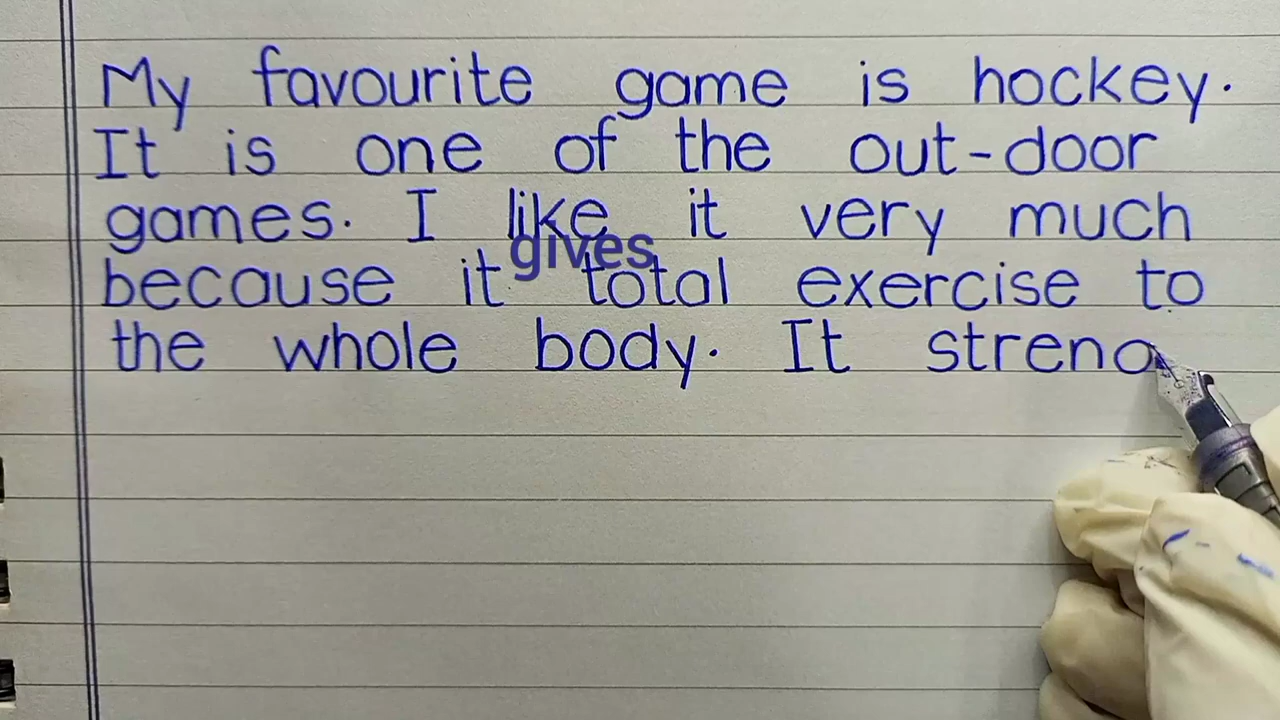 My favourite game is hockey.
It is one of the out-door
games. I like it very much
gives
because it total exercise to
the whole body. It streng